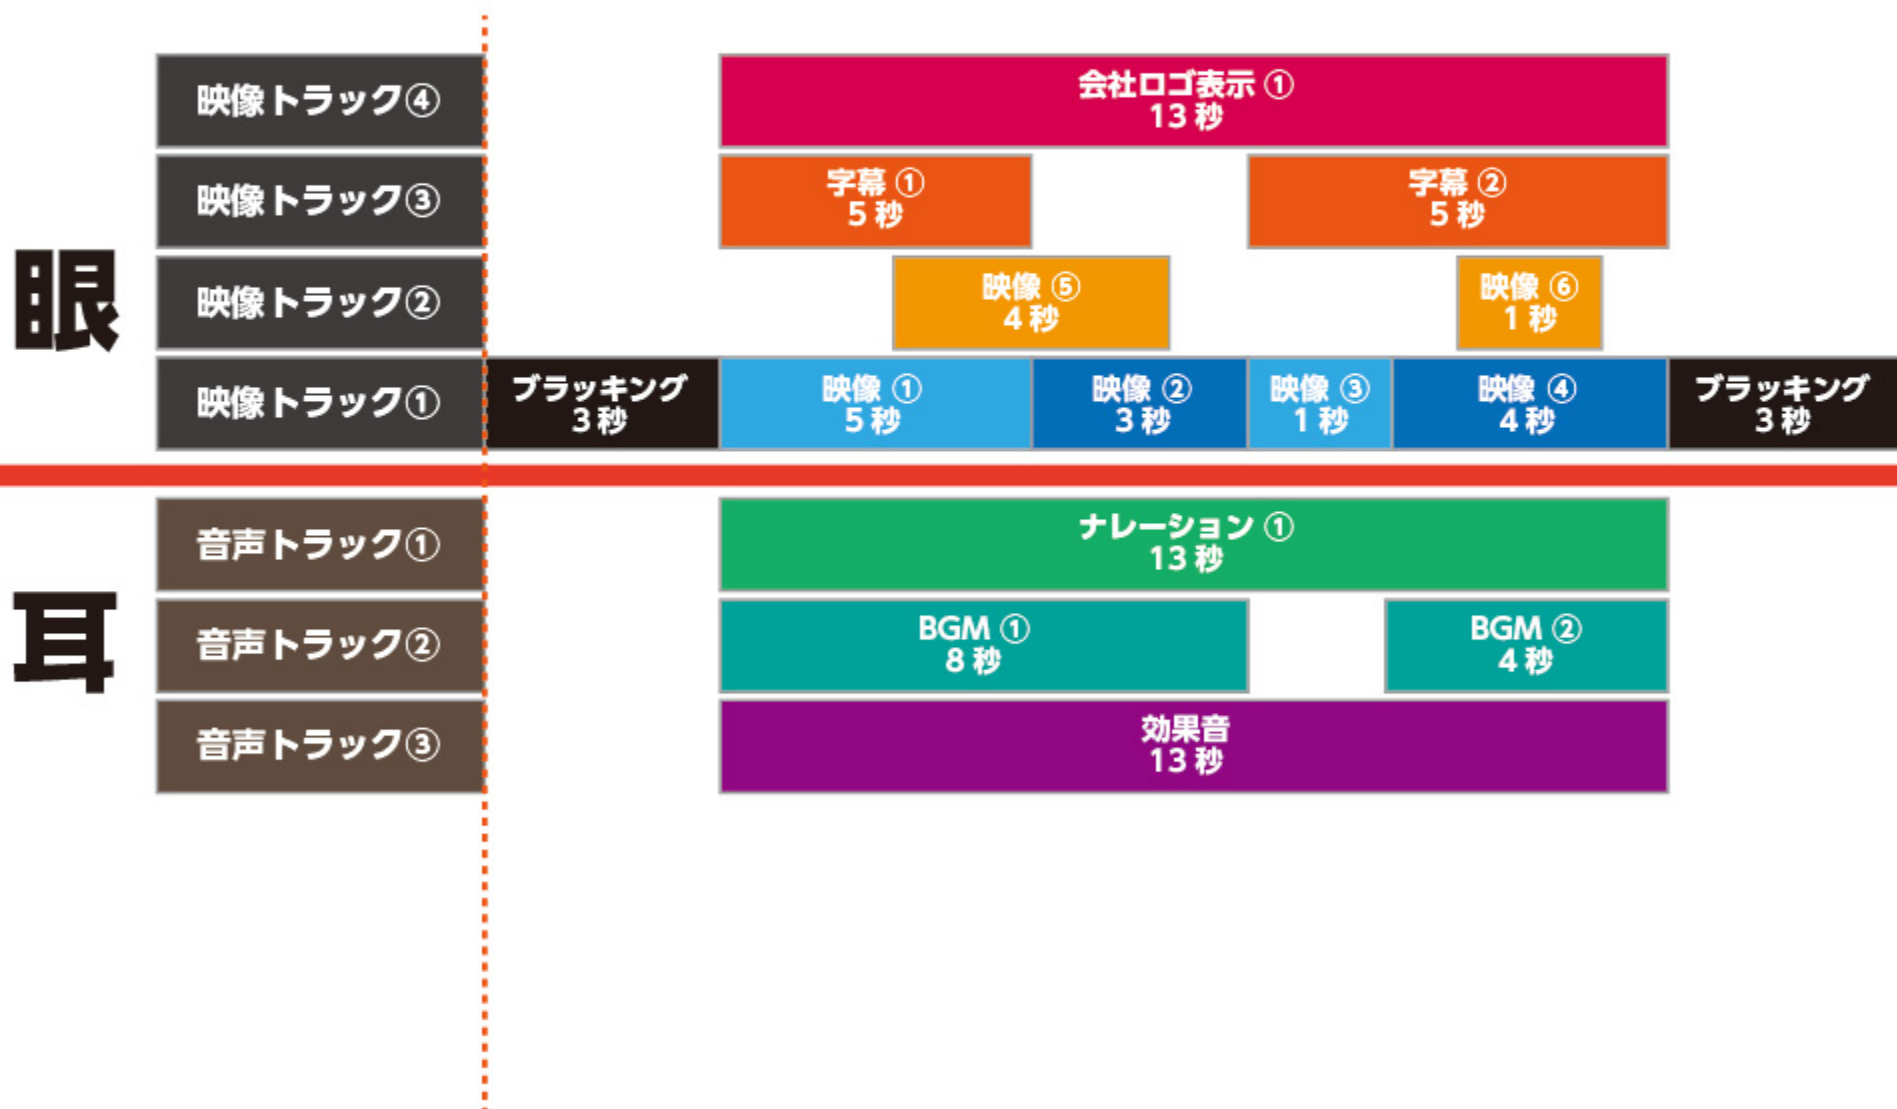 映像トラック④
会社ロゴ表示 ①
13 秒
映像トラック③
字幕 ①
5 秒
字幕 ②
5 秒
眼
映像トラック②
映像 ⑤
4 秒
映像 ⑥
1 秒
映像トラック①
ブラッキング
3 秒
映像 ①
5 秒
映像 ②
3 秒
映像 ③
1 秒
映像 ④
4 秒
ブラッキング
3 秒
音声トラック①
ナレーション ①
13 秒
耳
音声トラック②
BGM ①
8 秒
BGM ②
4 秒
音声トラック③
効果音
13 秒